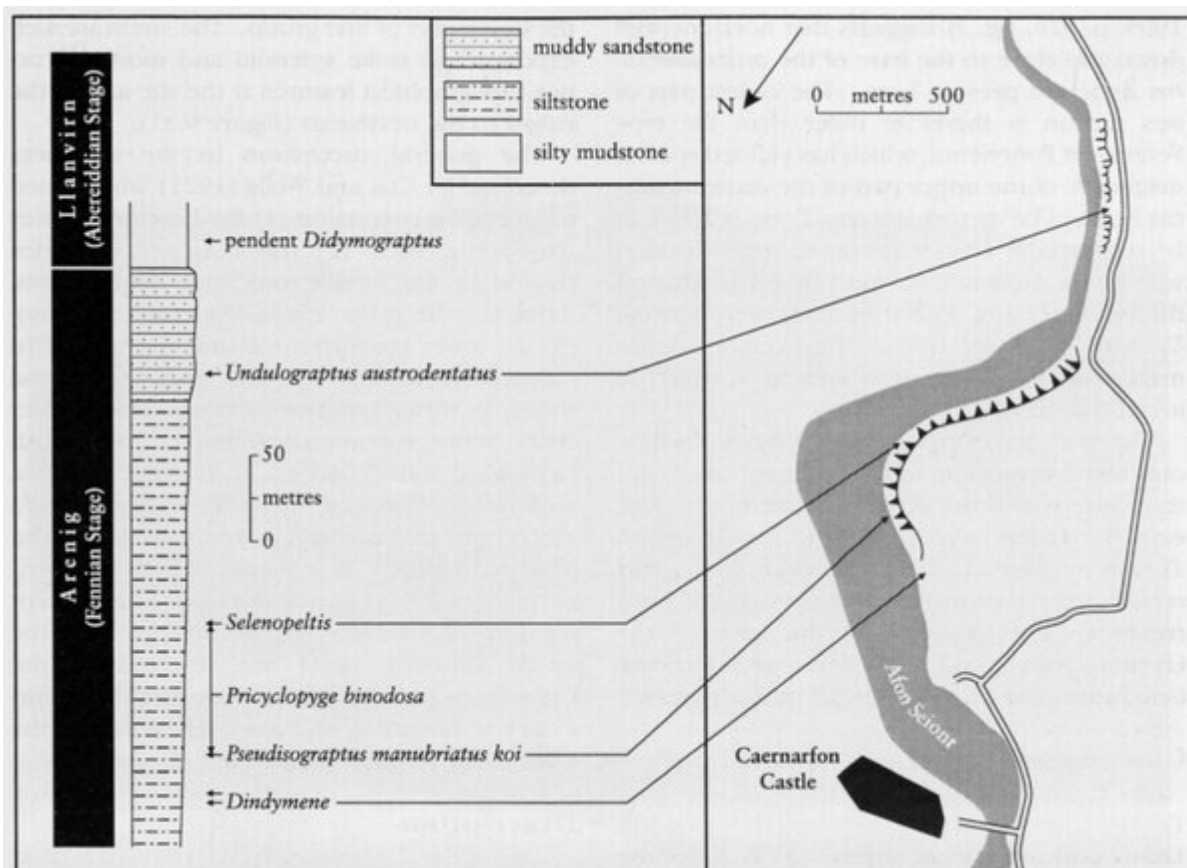 Llanvirn
(Abereiddian Stage)
Arenig
(Fennian Stage)
muddy sandstone
siltstone
silty mudstone
pendent Didymograptus
Undulograptus austrodentatus
50
metres
0
Selenopeltis
Pricyclopyge binodosa
Pseudisograptus manubriatus koi
Dindymene
N
0 metres 500
Afon Seiont
Caernarfon
Castle